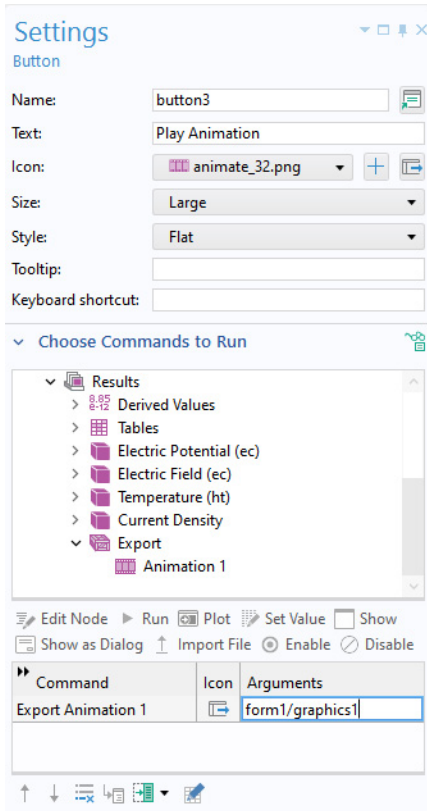 Settings
Button
Name: button3
Text: Play Animation
Icon: animate_32.png
Size: Large
Style: Flat
Tooltip:
Keyboard shortcut:
Choose Commands to Run
Results
8.85
e-12 Derived Values
Tables
Electric Potential (ec)
Electric Field (ec)
Temperature (ht)
Current Density
Export
Animation 1
Edit Node Run Plot Set Value Show
Show as Dialog Import File Enable Disable
Command Icon Arguments
Export Animation 1 form1/graphics1